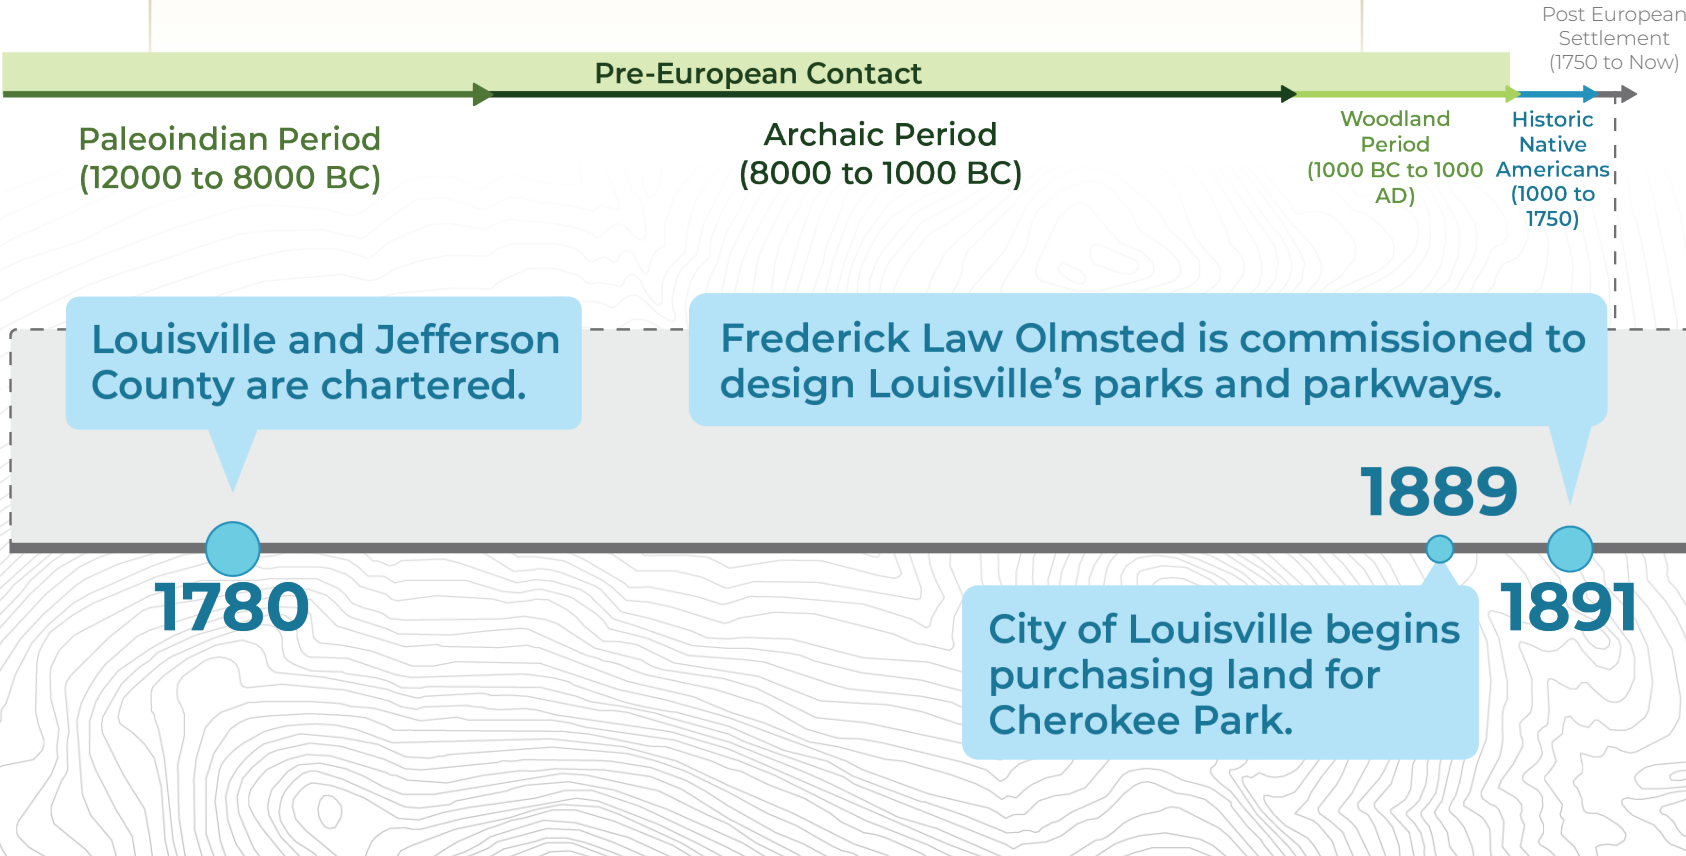 Post European
Settlement
(1750 to Now)
Pre-European Contact
Paleoindian Period
(12000 to 8000 BC)
Archaic Period
(8000 to 1000 BC)
Woodland
Period
(1000 BC to 1000
AD)
Historic
Native
Americans
(1000 to
1750)
Louisville and Jefferson
County are chartered.
Frederick Law Olmsted is commissioned to
design Louisville’s parks and parkways.
1889
1780
1891
City of Louisville begins
purchasing land for
Cherokee Park.